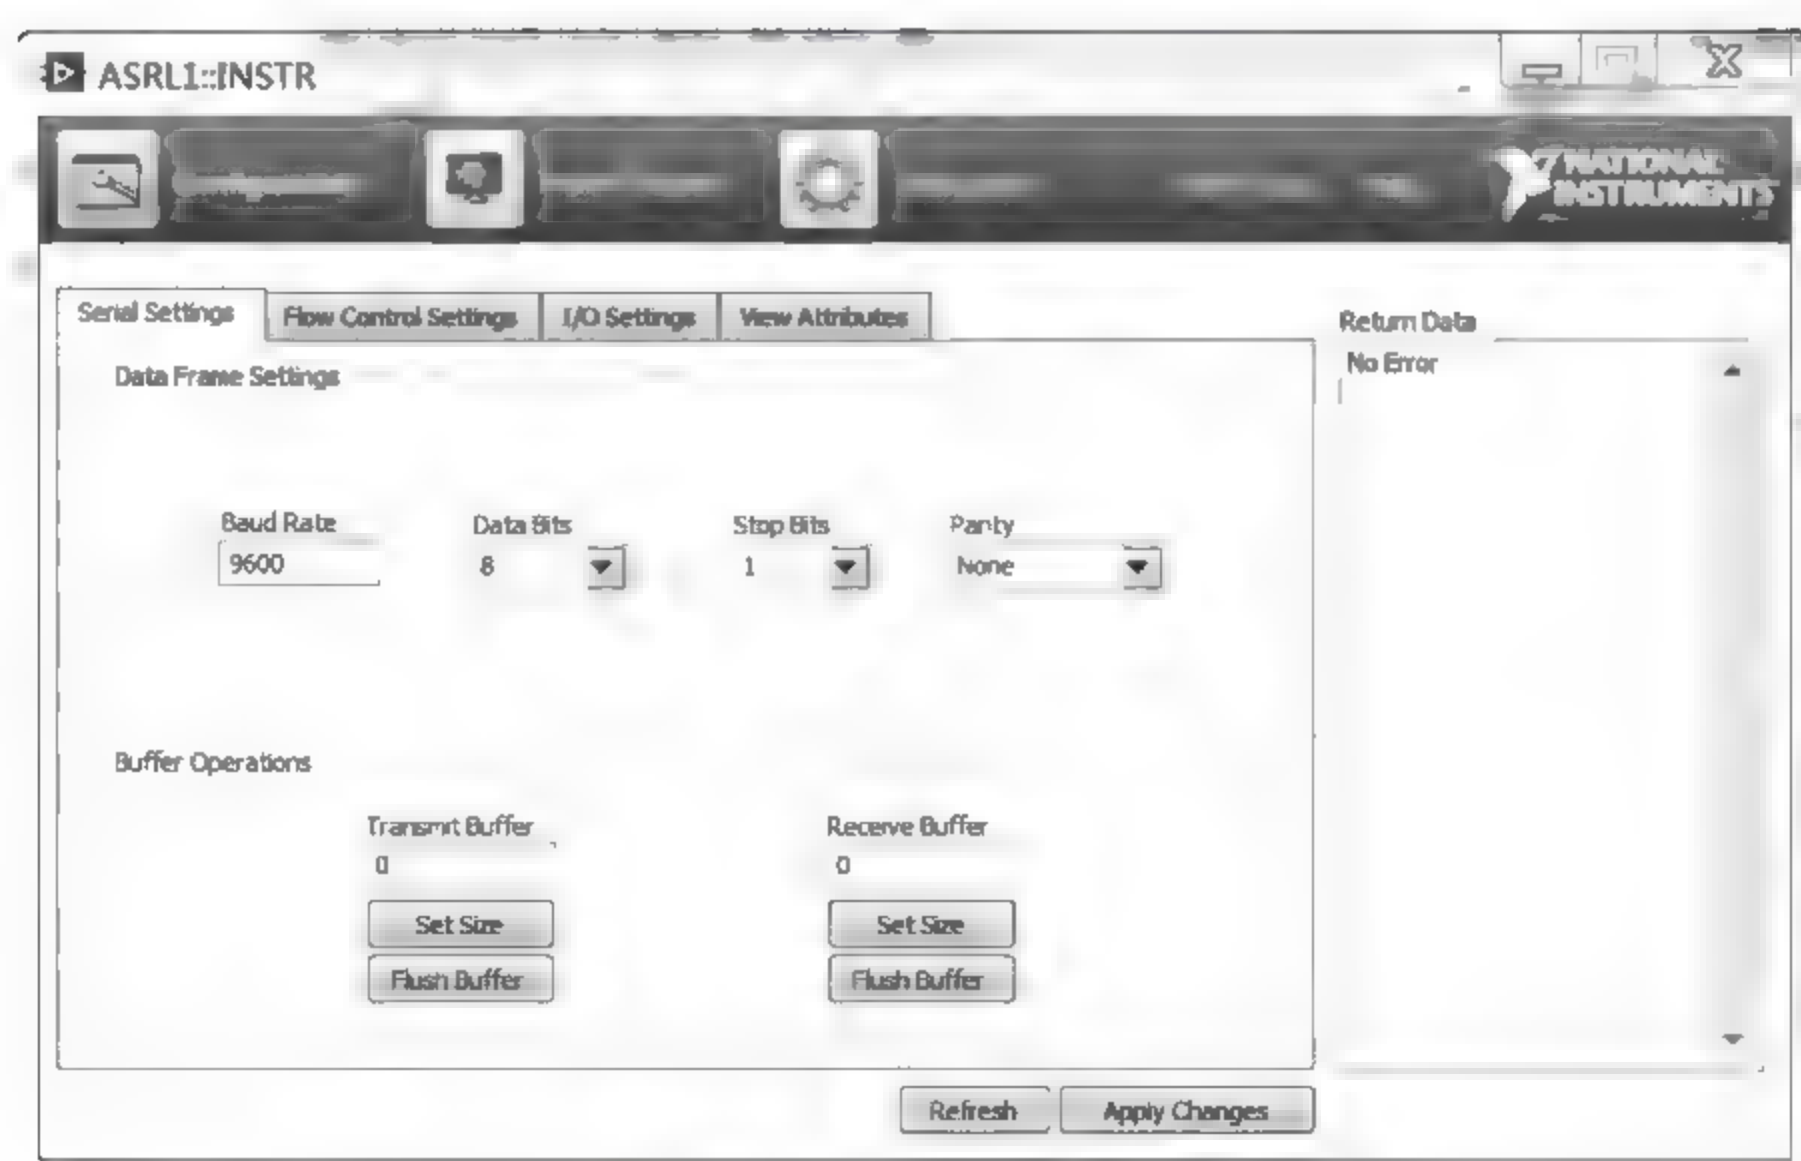 ASRL1::INSTR
NATIONAL
INSTRUMENTS
Serial Settings
Flow Control Settings
I/O Settings
View Attributes
Return Data
No Error
Data Frame Settings
Baud Rate
Data Bits
Stop Bits
Parity
9600
8
1
None
Buffer Operations
Transmit Buffer
Receive Buffer
0
0
Set Size
Set Size
Flush Buffer
Flush Buffer
Refresh
Apply Changes